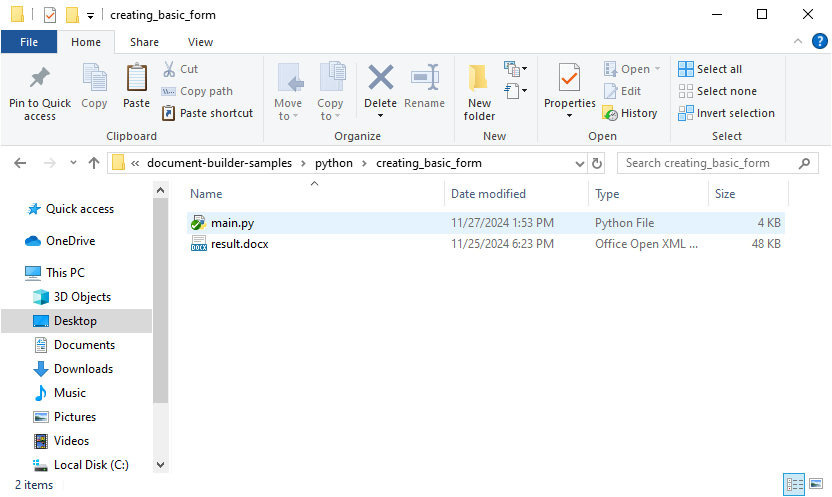 creating_basic_form
File Home Share View
Pin to Quick access
Copy
Paste
Cut
Copy path
Paste shortcut
Clipboard
Move to
Copy to
Delete
Rename
Organize
New folder
New
Properties
Open
Edit
History
Open
Select all
Select none
Invert selection
Select
« document-builder-samples › python › creating_basic_form
Search creating_basic_form
Name Date modified Type Size
main.py 11/27/2024 1:53 PM Python File 4 KB
result.docx 11/25/2024 6:23 PM Office Open XML ... 48 KB
Quick access
OneDrive
This PC
3D Objects
Desktop
Documents
Downloads
Music
Pictures
Videos
Local Disk (C:)
2 items